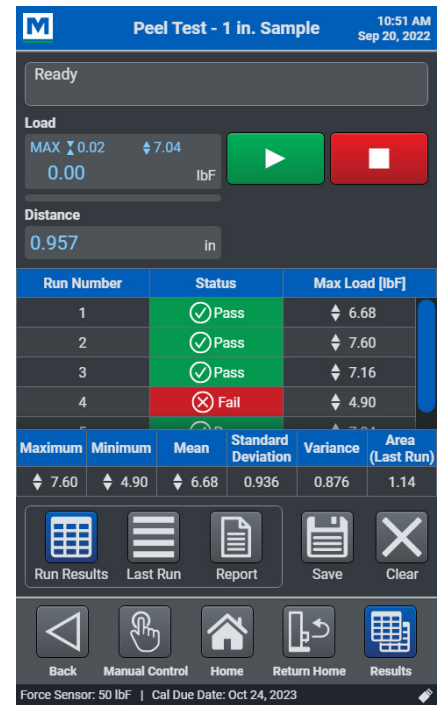 M
Peel Test - 1 in. Sample
10:51 AM
Sep 20, 2022
Ready
Load
MAX 0.02 7.04
0.00 lbF
Distance
0.957 in
Run Number Status Max Load [lbF]
1 Pass 6.68
2 Pass 7.60
3 Pass 7.16
4 Fail 4.90
Maximum Minimum Mean Standard Deviation Variance Area (Last Run)
7.60 4.90 6.68 0.936 0.876 1.14
Run Results Last Run Report Save Clear
Back Manual Control Home Return Home Results
Force Sensor: 50 lbF | Cal Due Date: Oct 24, 2023